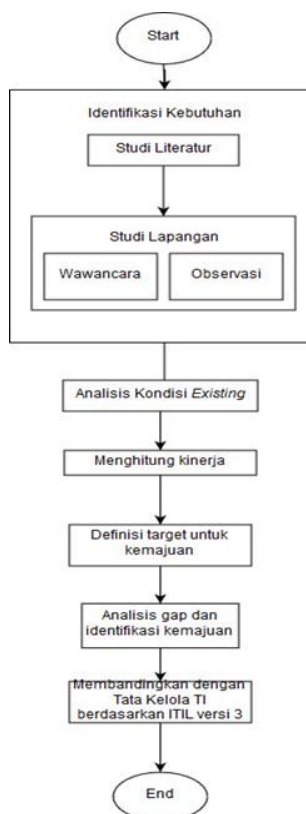 Start
Identifikasi Kebutuhan
Studi Literatur
Studi Lapangan
Wawancara
Observasi
Analisis Kondisi Existing
Menghitung kinerja
Definisi target untuk
kemajuan
Analisis gap dan
identifikasi kemajuan
Membandingkan dengan
Tata Kelola TI
berdasarkan ITIL versi 3
End